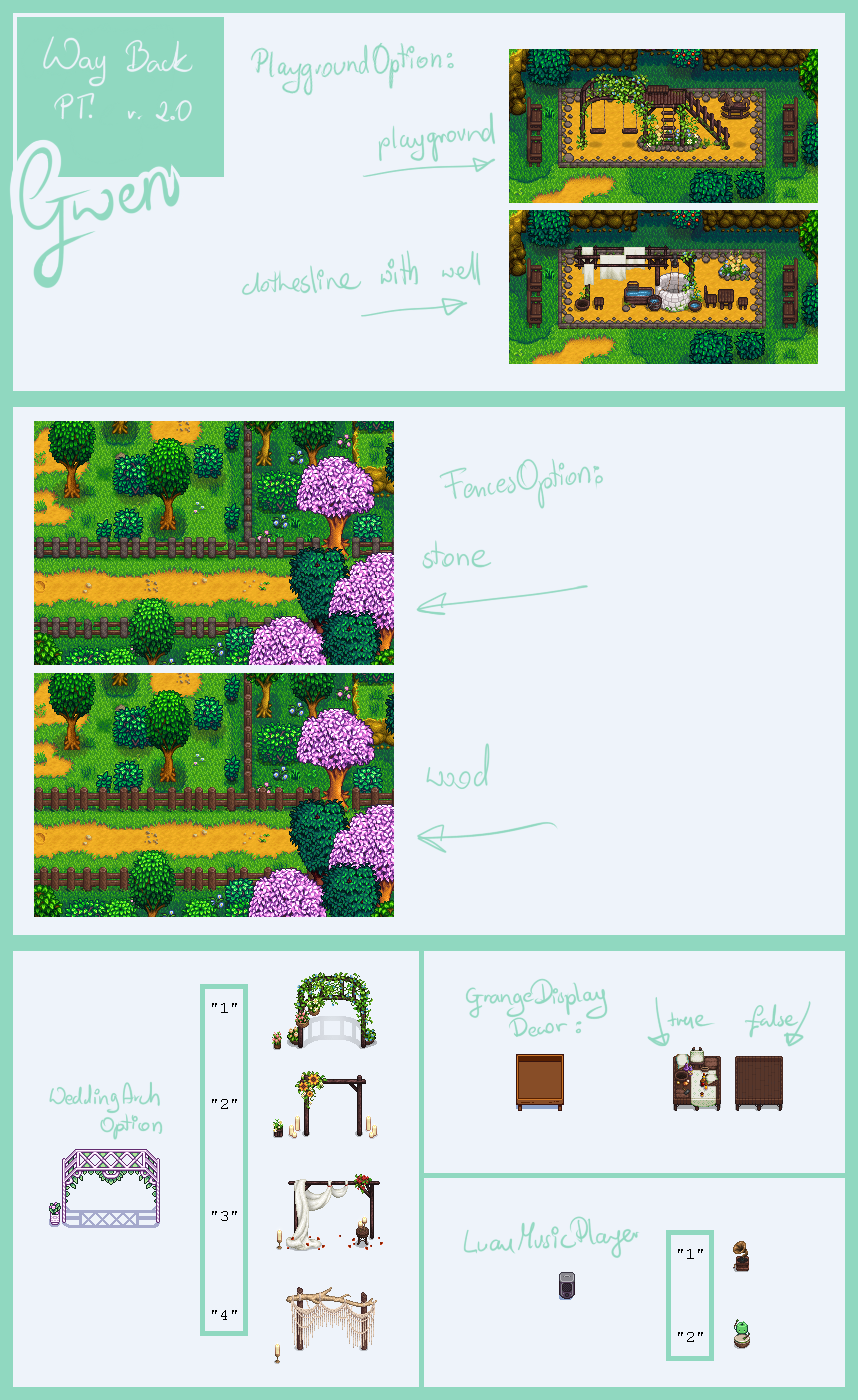 Way Back
PT. v. 2.0
Gwen
PlaygroundOption:
playground
clothesline with well
FencesOption:
stone
wood
WeddingArch
Option
"1"
"2"
"3"
"4"
GrangeDisplay
Decor:
true false
LuauMusicPlayer
"1"
"2"